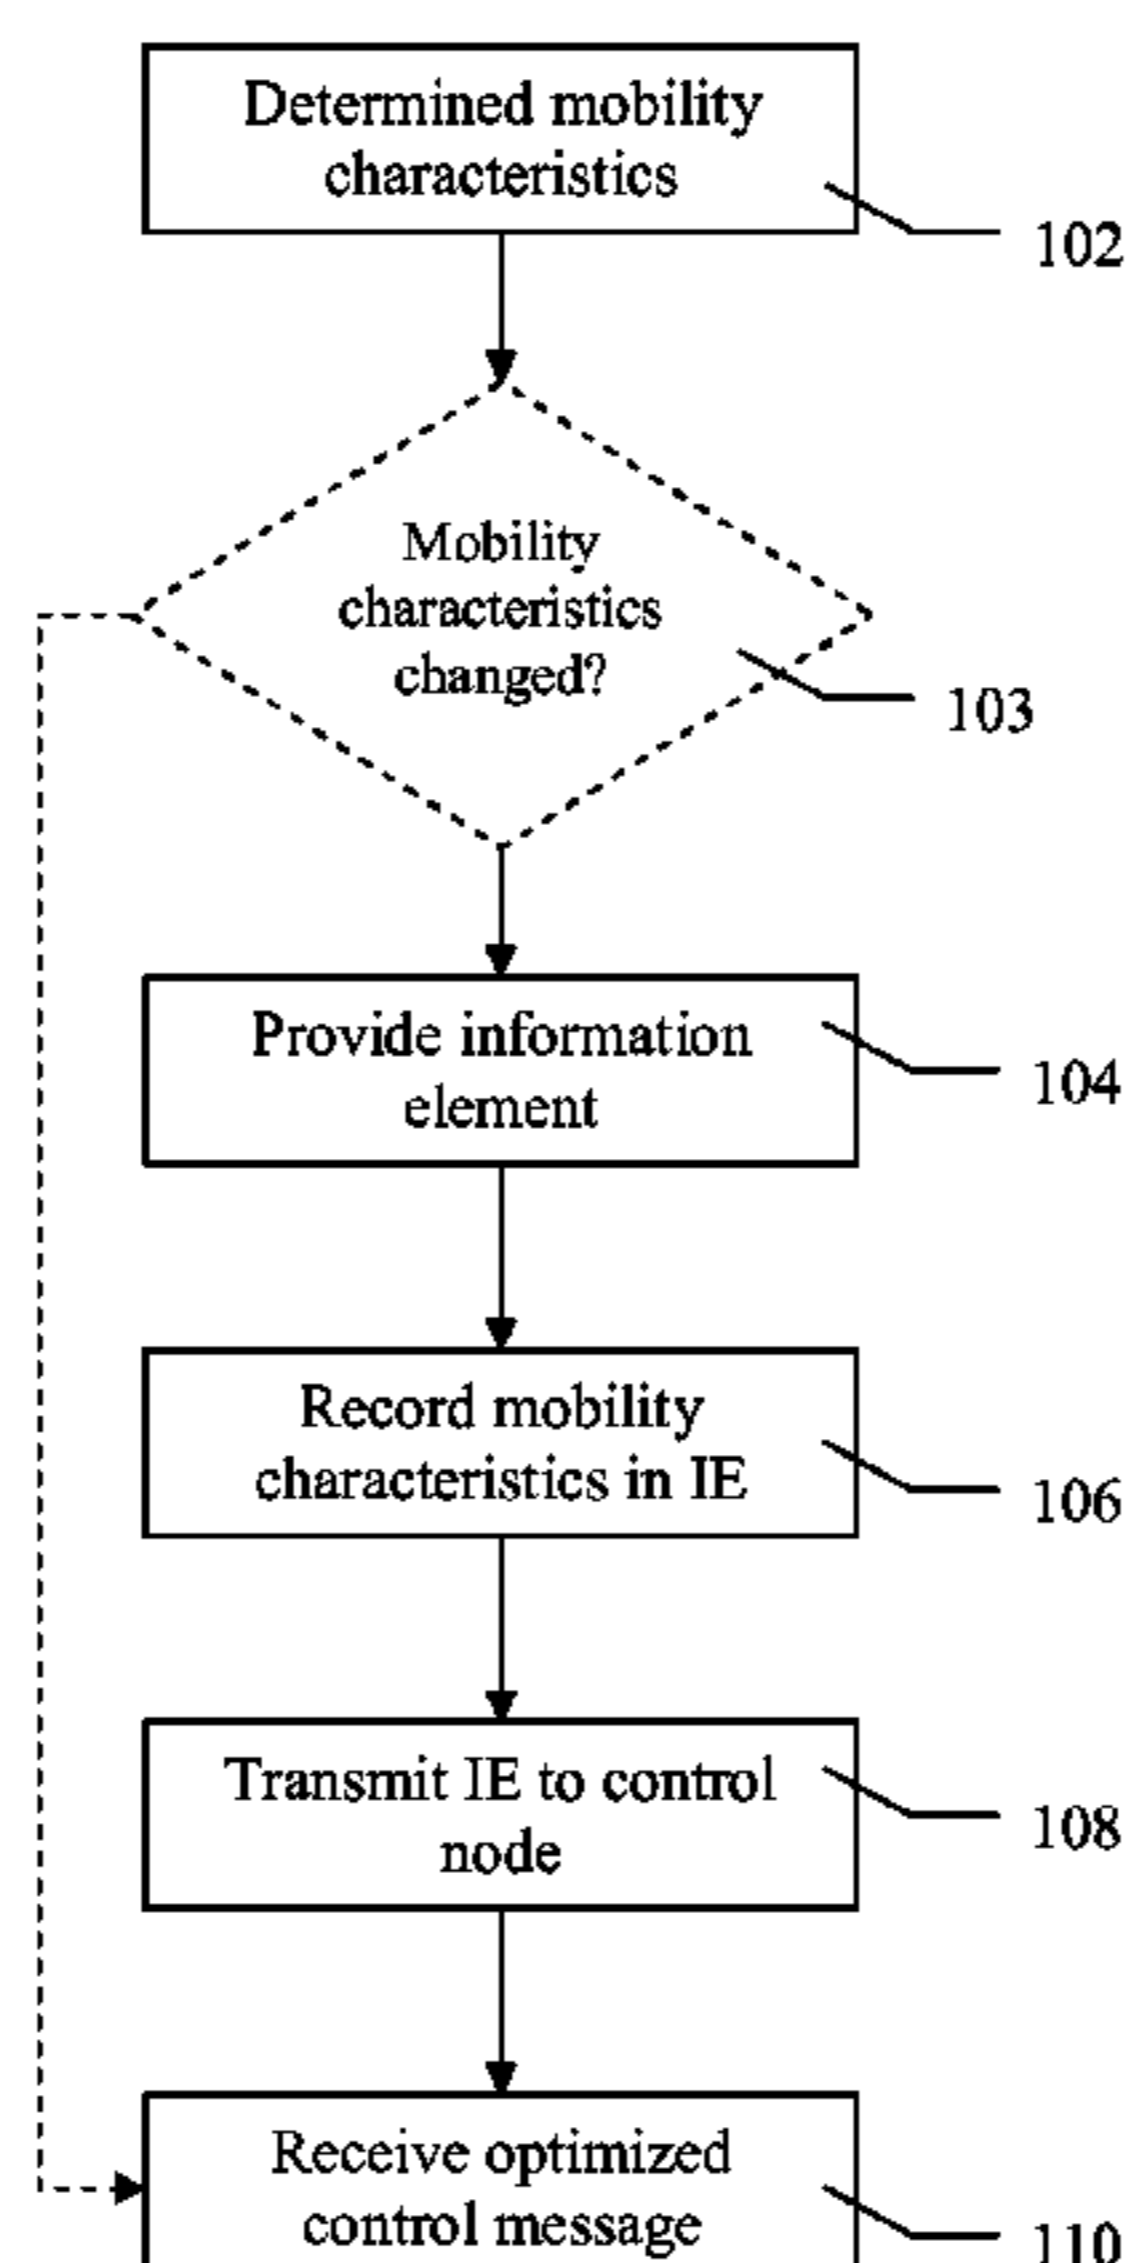 Determined mobility
characteristics
102
Mobility
characteristics
changed?
103
Provide information
element
104
Record mobility
characteristics in IE
106
Transmit IE to control
node
108
Receive optimized
control message
110